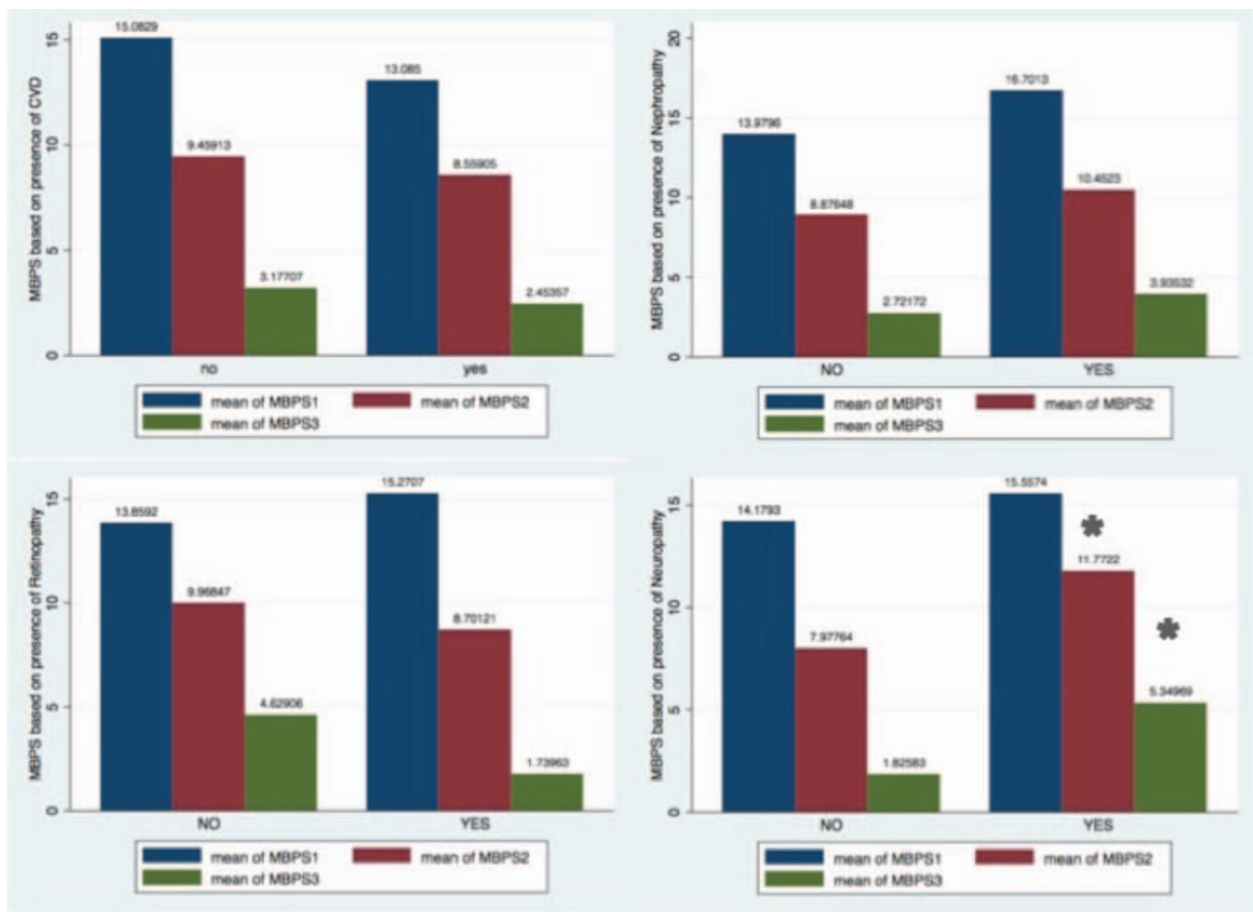 MBPS based on presence of CVD
15
10
5
0
15.0829
9.45913
3.17707
13.085
8.55905
2.45357
no yes
mean of MBPS1 mean of MBPS2
mean of MBPS3
MBPS based on presence of Nephropathy
20
15
10
5
0
13.9796
8.87648
2.72172
16.7013
10.4523
3.93532
NO YES
mean of MBPS1 mean of MBPS2
mean of MBPS3
MBPS based on presence of Retinopathy
15
10
5
0
13.8592
9.96847
4.62906
15.2707
8.70121
1.73963
NO YES
mean of MBPS1 mean of MBPS2
mean of MBPS3
MBPS based on presence of Neuropathy
15
10
5
0
14.1793
7.97764
1.82583
15.5574
*
11.7722
*
5.34969
NO YES
mean of MBPS1 mean of MBPS2
mean of MBPS3